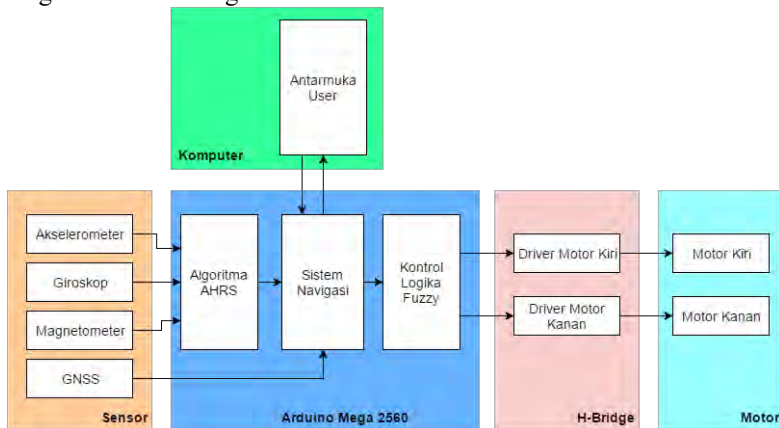 Antarmuka
User
Komputer
Akselerometer
Giroskop
Magnetometer
GNSS
Sensor
Algoritma
AHRS
Sistem
Navigasi
Kontrol
Logika
Fuzzy
Arduino Mega 2560
Driver Motor Kiri
Driver Motor
Kanan
H-Bridge
Motor Kiri
Motor Kanan
Motor